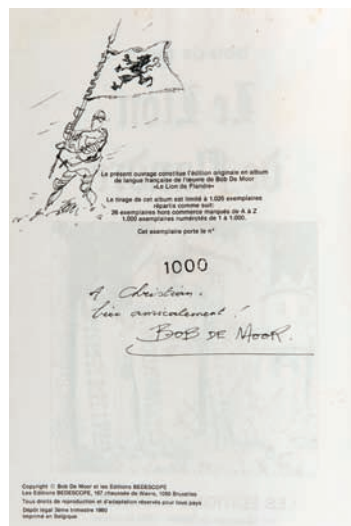 Le présent ouvrage constitue l'édition originale en album
de langue française de l'œuvre de Bob De Moor
«Le Lion de Flandre»
Le tirage de cet album est limité à 1.026 exemplaires
répartis comme suit:
26 exemplaires hors commerce marqués de A à Z
1.000 exemplaires numérotés de 1 à 1.000.
Cet exemplaire porte le n°
1000
A Christian.
bien amicalement!
BOB DE MOOR.
Copyright © Bob De Moor et les Editions BEDESCOPE
Les Editions BEDESCOPE, 167 chaussée de Wavre, 1050 Bruxelles
Tous droits de reproduction et d'adaptation réservés pour tous pays
Dépôt légal 3ème trimestre 1980
Imprimé en Belgique